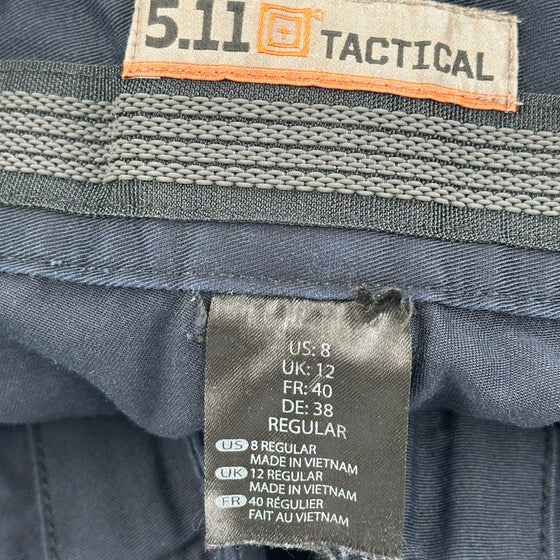 5.11 TACTICAL
US: 8
UK: 12
FR: 40
DE: 38
REGULAR
US 8 REGULAR
MADE IN VIETNAM
UK 12 REGULAR
MADE IN VIETNAM
FR 40 RÉGULIER
FAIT AU VIETNAM